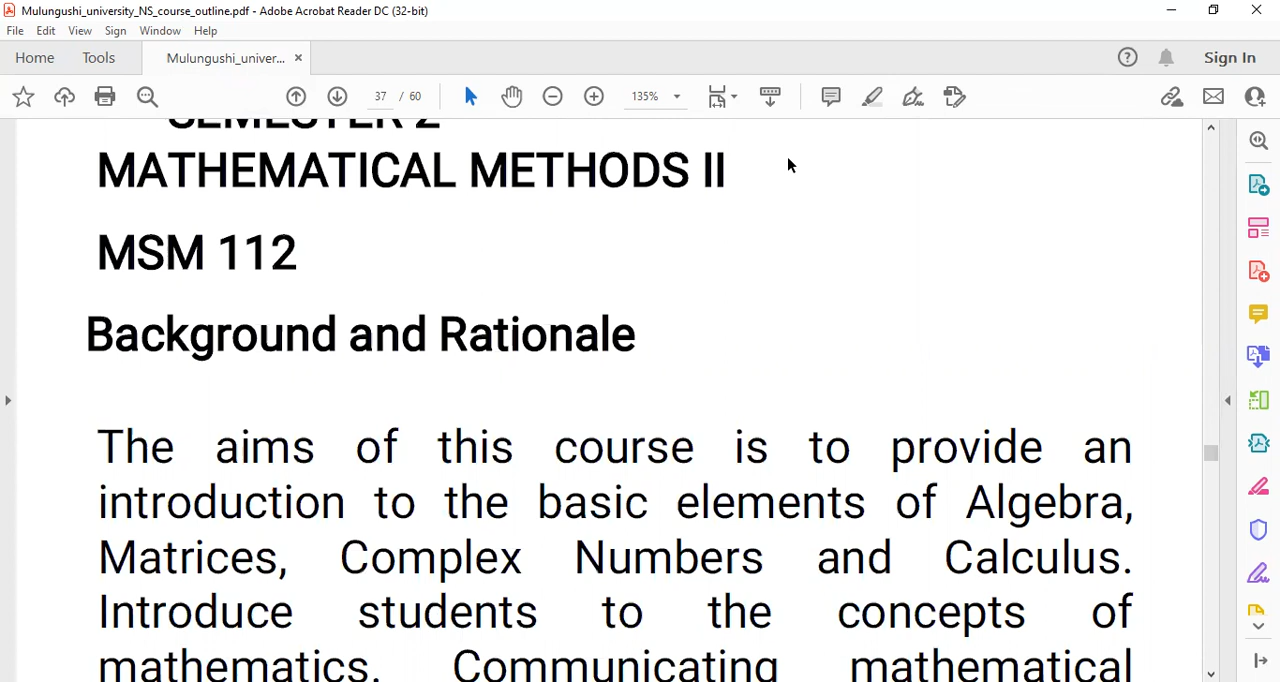 Mulungushi_university_NS_course_outline.pdf - Adobe Acrobat Reader DC (32-bit)
File Edit View Sign Window Help
Home Tools Mulungushi_univer... × Sign In
37 / 60 135%
SEMESTER 2
MATHEMATICAL METHODS II
MSM 112
Background and Rationale
The aims of this course is to provide an
introduction to the basic elements of Algebra,
Matrices, Complex Numbers and Calculus.
Introduce students to the concepts of
mathematics. Communicating mathematical